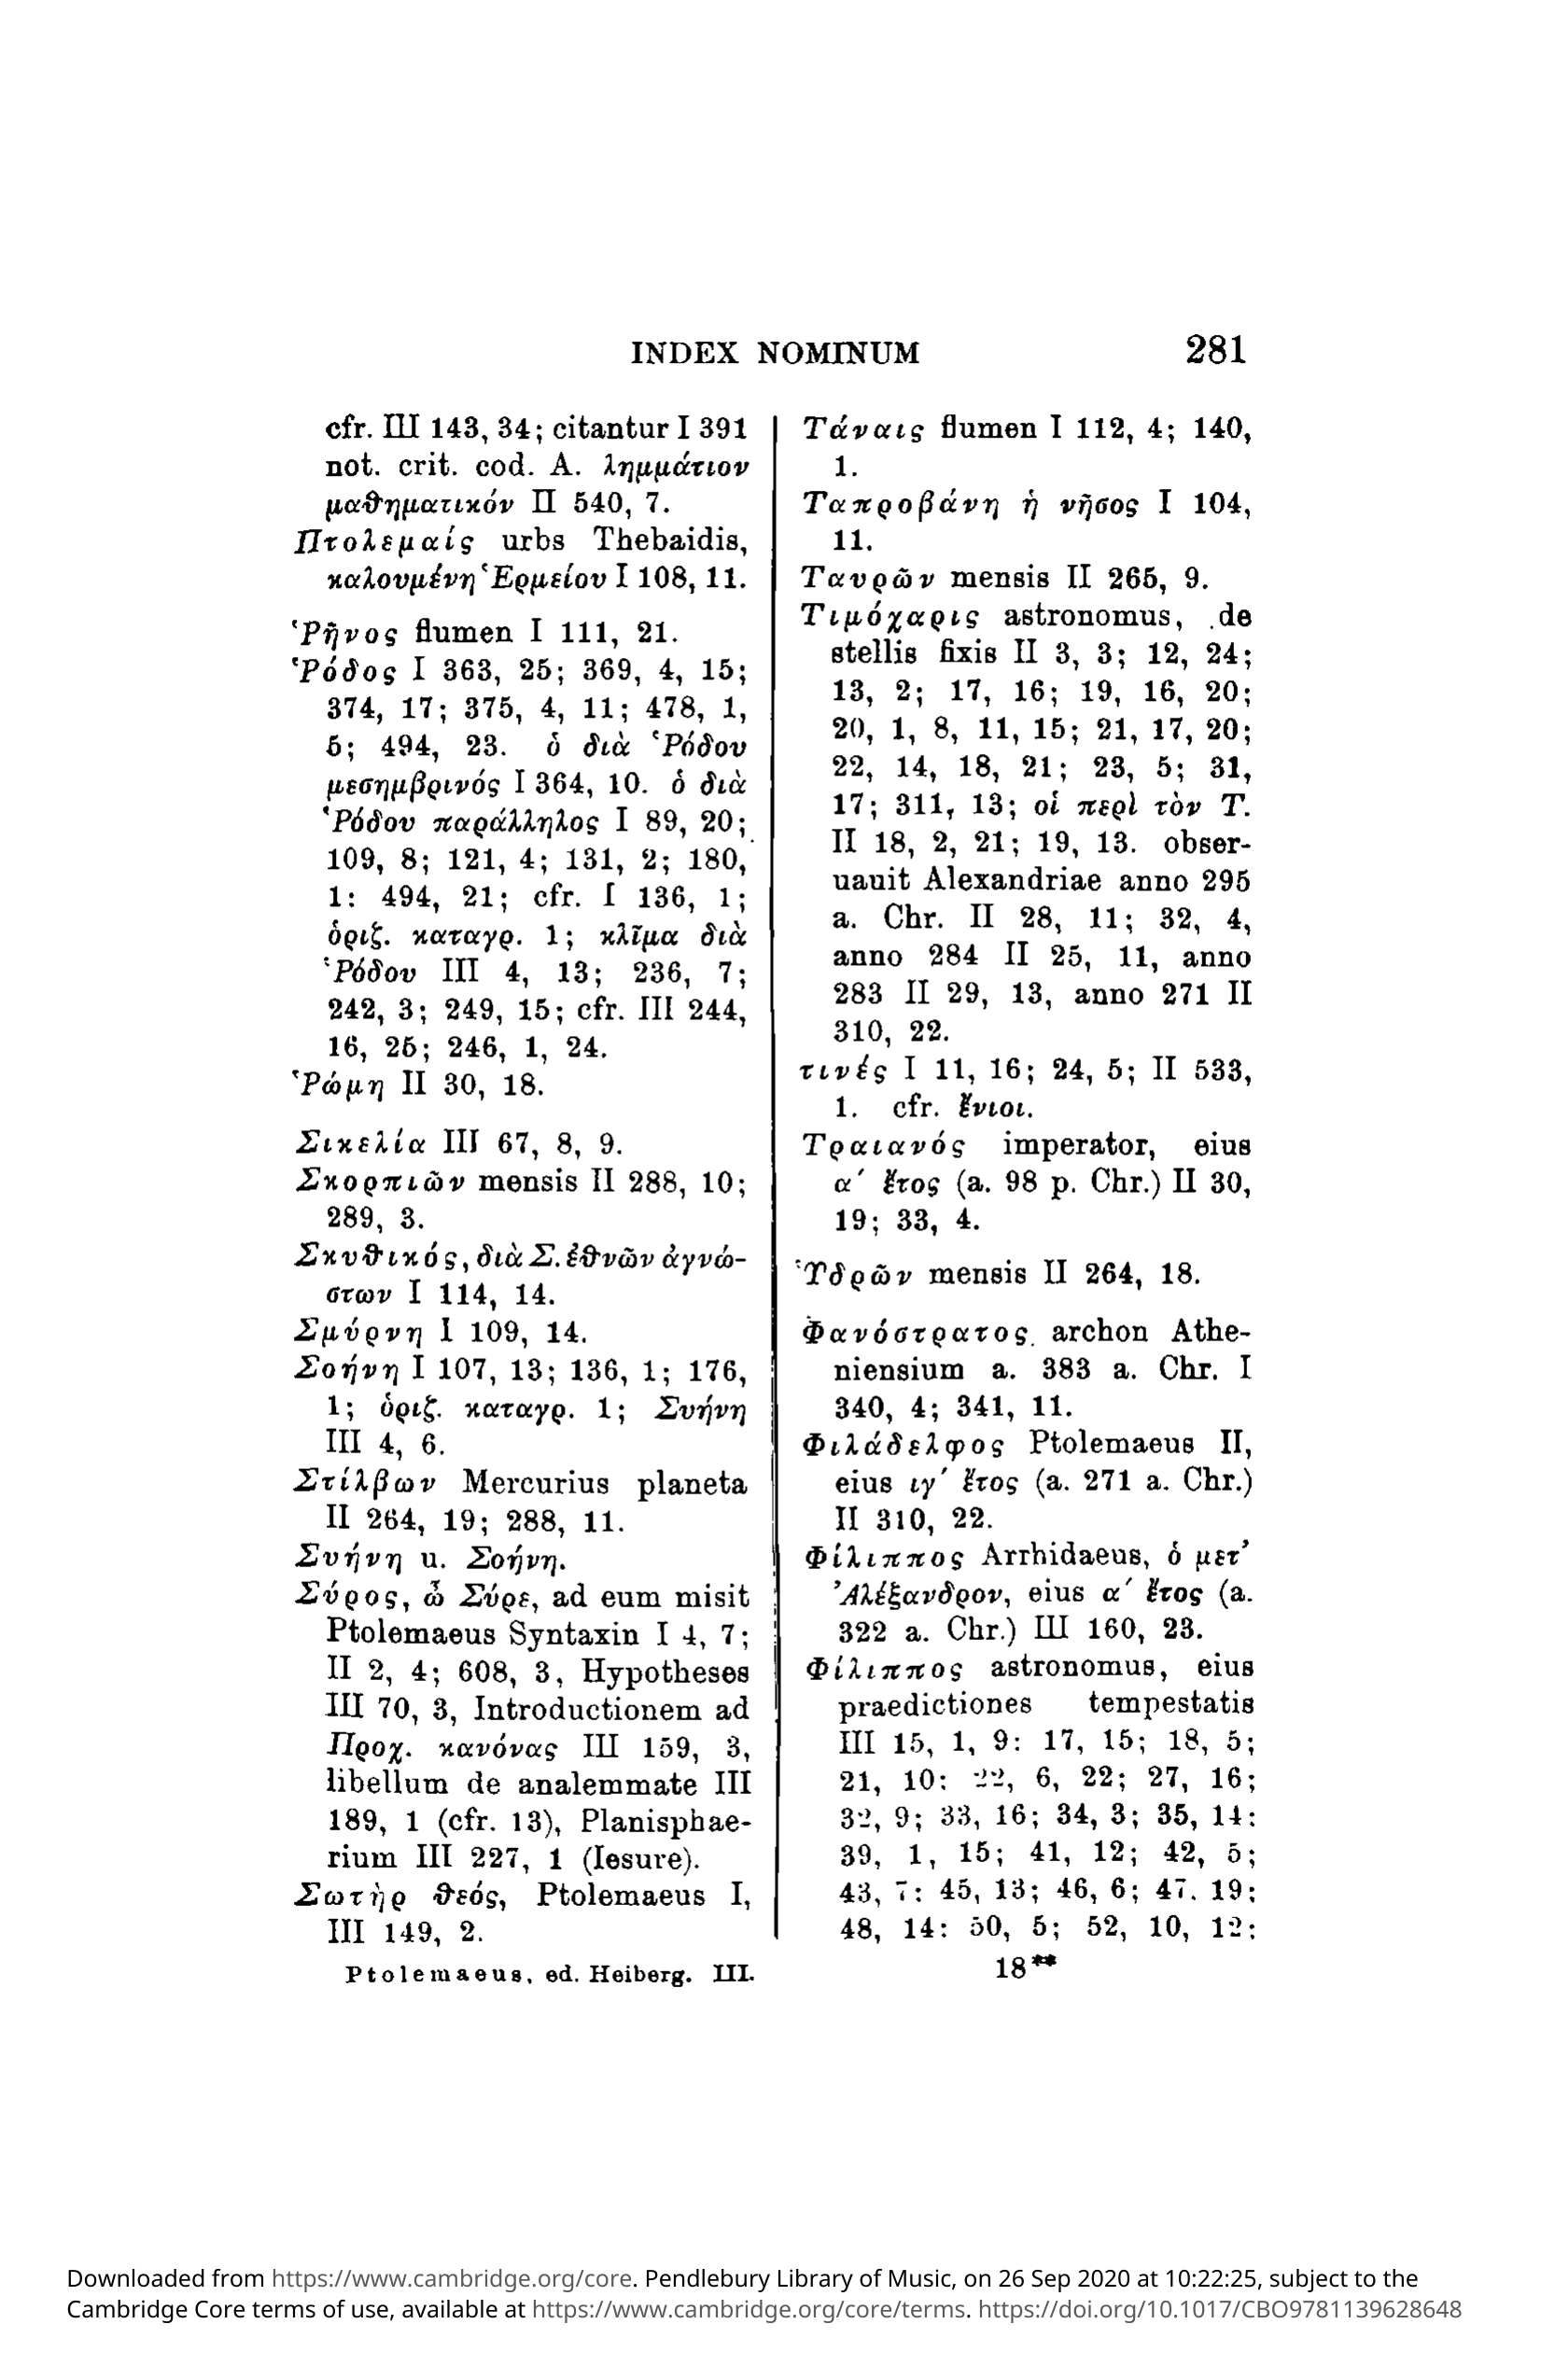 INDEX NOMINUM 281
cfr. III 143, 34; citantur I 391
not. crit. cod. A. λημμάτιον
μαθηματικόν II 540, 7.
Πτολεμαίς urbs Thebaidis,
καλουμένη Ἑρμείου I 108, 11.
Ῥῆνος flumen I 111, 21.
Ῥόδος I 363, 25; 369, 4, 15;
374, 17; 375, 4, 11; 478, 1,
5; 494, 23. ὁ διὰ Ῥόδου
μεσημβρινός I 364, 10. ὁ διὰ
Ῥόδου παράλληλος I 89, 20;
109, 8; 121, 4; 131, 2; 180,
1: 494, 21; cfr. I 136, 1;
ὁριζ. καταγρ. 1; κλῖμα διὰ
Ῥόδου III 4, 13; 236, 7;
242, 3; 249, 15; cfr. III 244,
16, 25; 246, 1, 24.
Ῥώμη II 30, 18.
Σικελία III 67, 8, 9.
Σκορπιῶν mensis II 288, 10;
289, 3.
Σκυθικός, διὰ Σ. ἐθνῶν ἀγνώ-
στων I 114, 14.
Σμύρνη I 109, 14.
Σοήνη I 107, 13; 136, 1; 176,
1; ὁριζ. καταγρ. 1; Συήνη
III 4, 6.
Στίλβων Mercurius planeta
II 264, 19; 288, 11.
Συήνη u. Σοήνη.
Σύρος, ὦ Σύρε, ad eum misit
Ptolemaeus Syntaxin I 4, 7;
II 2, 4; 608, 3, Hypotheses
III 70, 3, Introductionem ad
Προχ. κανόνας III 159, 3,
libellum de analemmate III
189, 1 (cfr. 13), Planisphae-
rium III 227, 1 (Iesure).
Σωτὴρ θεός, Ptolemaeus I,
III 149, 2.
Τάναις flumen I 112, 4; 140,
1.
Ταπροβάνη ἡ νῆσος I 104,
11.
Ταυρῶν mensis II 265, 9.
Τιμόχαρις astronomus, de
stellis fixis II 3, 3; 12, 24;
13, 2; 17, 16; 19, 16, 20;
20, 1, 8, 11, 15; 21, 17, 20;
22, 14, 18, 21; 23, 5; 31,
17; 311, 13; οἱ περὶ τὸν Τ.
II 18, 2, 21; 19, 13. obser-
uauit Alexandriae anno 295
a. Chr. II 28, 11; 32, 4,
anno 284 II 25, 11, anno
283 II 29, 13, anno 271 II
310, 22.
τινές I 11, 16; 24, 5; II 533,
1. cfr. ἔνιοι.
Τραιανός imperator, eius
α΄ ἔτος (a. 98 p. Chr.) II 30,
19; 33, 4.
Ὑδρῶν mensis II 264, 18.
Φανόστρατος archon Athe-
niensium a. 383 a. Chr. I
340, 4; 341, 11.
Φιλάδελφος Ptolemaeus II,
eius ιγ΄ ἔτος (a. 271 a. Chr.)
II 310, 22.
Φίλιππος Arrhidaeus, ὁ μετ’
Ἀλέξανδρον, eius α΄ ἔτος (a.
322 a. Chr.) III 160, 23.
Φίλιππος astronomus, eius
praedictiones tempestatis
III 15, 1, 9: 17, 15; 18, 5;
21, 10: 22, 6, 22; 27, 16;
32, 9; 33, 16; 34, 3; 35, 14:
39, 1, 15; 41, 12; 42, 5;
43, 7: 45, 13; 46, 6; 47. 19;
48, 14: 50, 5; 52, 10, 12:
Ptolemaeus, ed. Heiberg. III. 18**
Downloaded from https://www.cambridge.org/core. Pendlebury Library of Music, on 26 Sep 2020 at 10:22:25, subject to the
Cambridge Core terms of use, available at https://www.cambridge.org/core/terms. https://doi.org/10.1017/CBO9781139628648